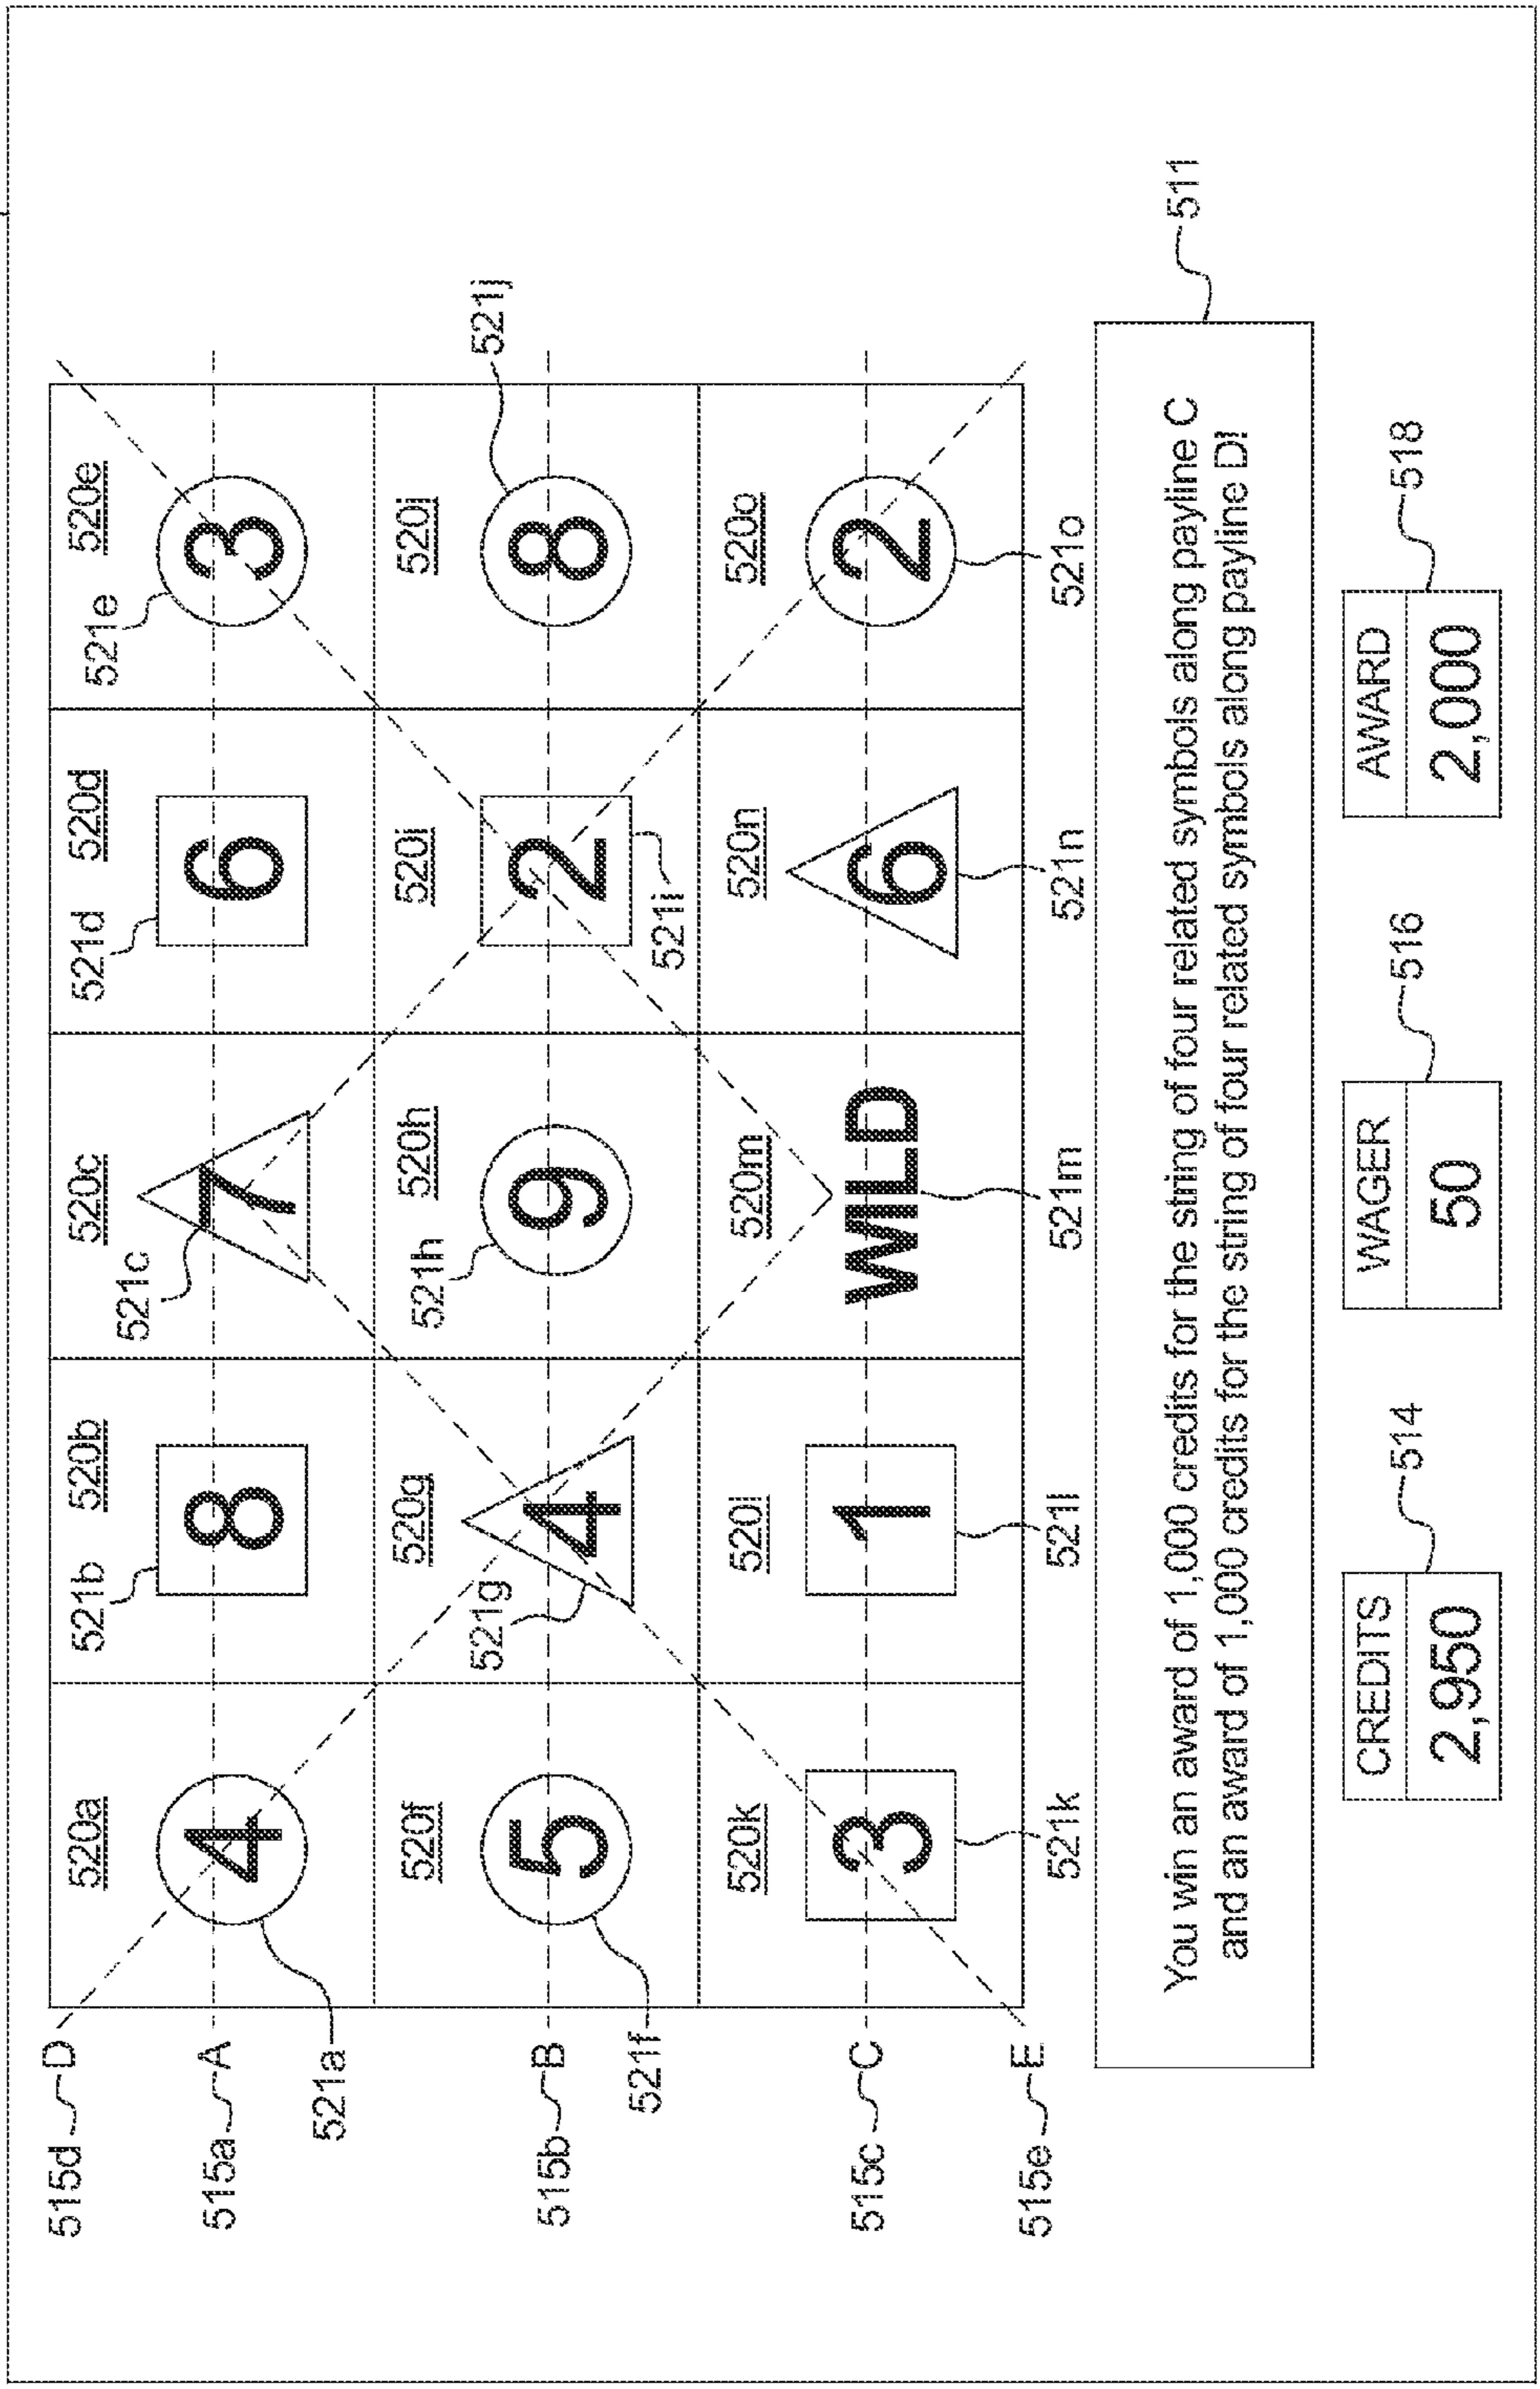 520a 520b 520c 520d 520e
521b 521c 521d 521e
515d D
515a A
4 8 7 6 3
521a
520f 520g 520h 520i 520j
521g 521h 521j
515b B
5 4 9 2 8
521f 521i
520k 520l 520m 520n 520o
515c C
3 1 WILD 6 2
515e E
521k 521l 521m 521n 521o
You win an award of 1,000 credits for the string of four related symbols along payline C
and an award of 1,000 credits for the string of four related symbols along payline D!
511
514 516 518
CREDITS WAGER AWARD
2,950 50 2,000